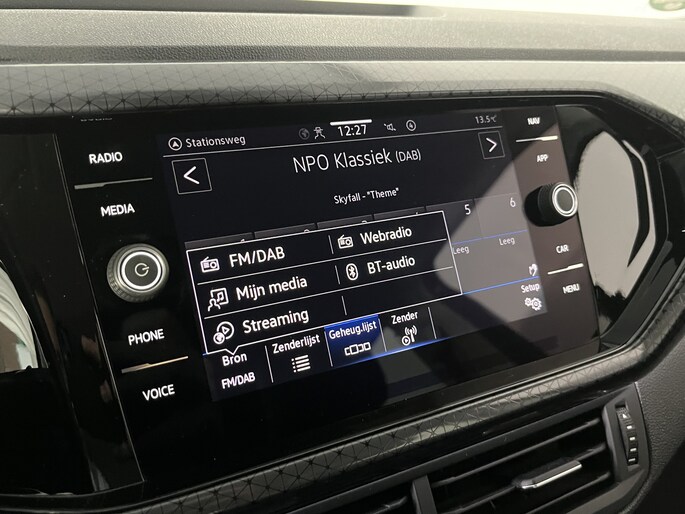 Stationsweg
12:27
13.5
NAV
RADIO
NPO Klassiek (DAB)
APP
MEDIA
Skyfall - "Theme"
5
6
FM/DAB
Webradio
Leeg
Leeg
CAR
Mijn media
BT-audio
Setup
MENU
Streaming
PHONE
Bron
FM/DAB
Zenderlijst
Geheug.lijst
Zender
VOICE